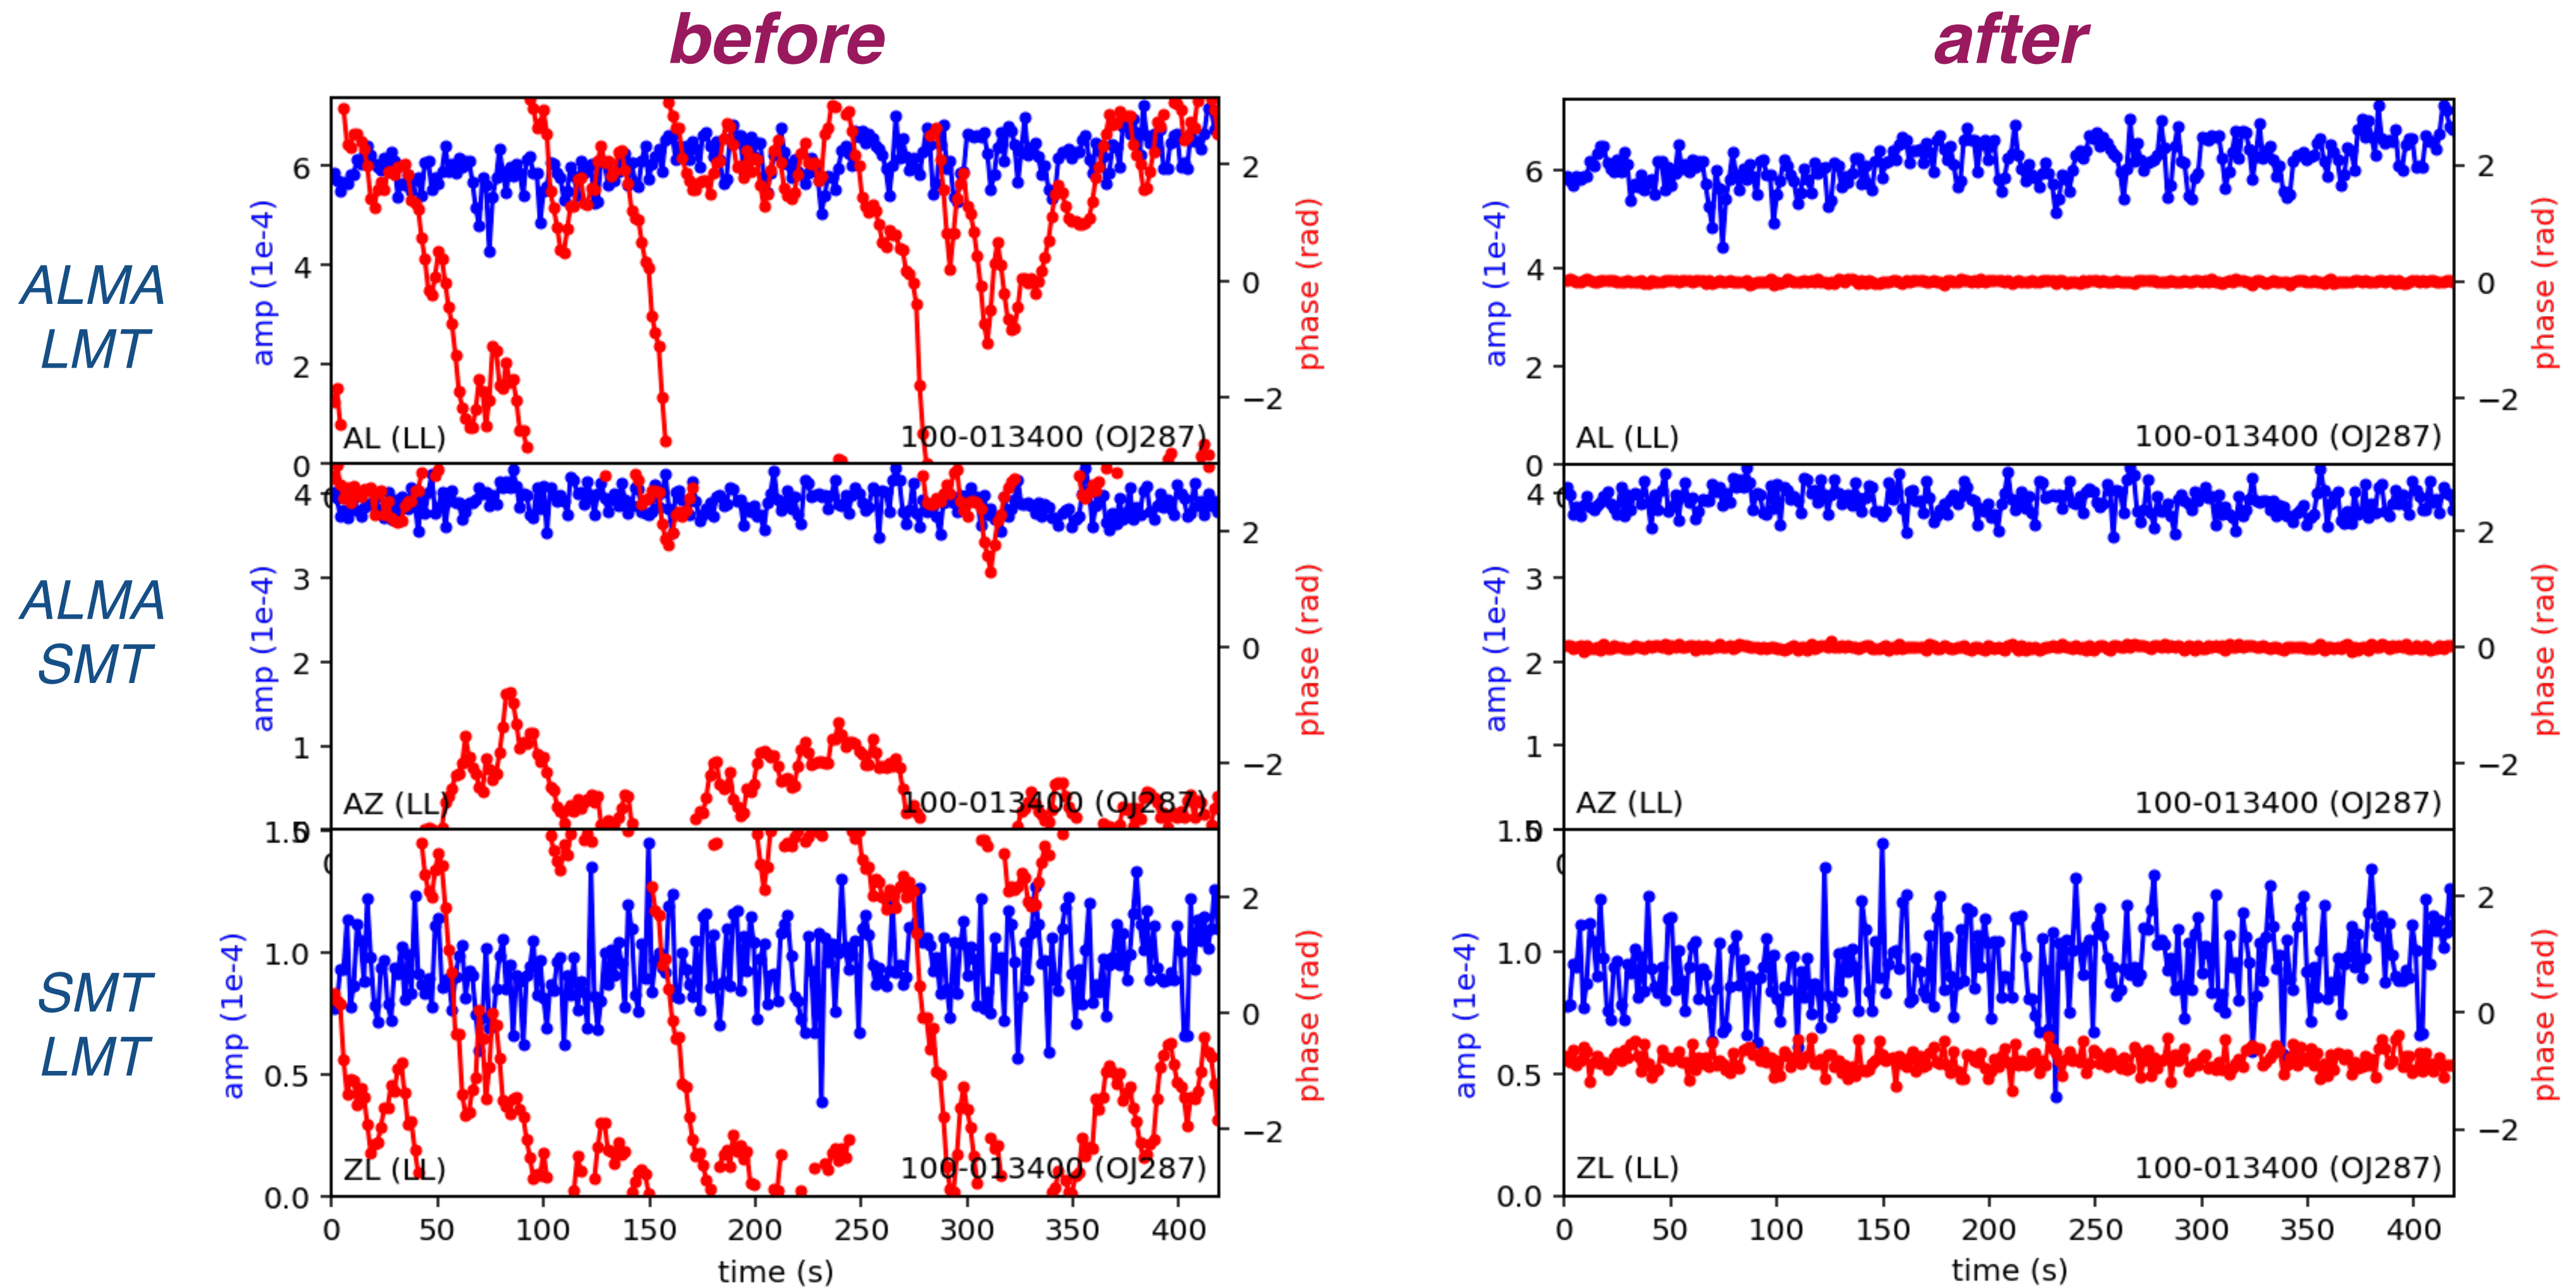 before
after
ALMA
LMT
amp (1e-4)
6
4
2
0
2
0
−2
phase (rad)
AL (LL)
100-013400 (OJ287)
amp (1e-4)
6
4
2
0
2
0
−2
phase (rad)
AL (LL)
100-013400 (OJ287)
ALMA
SMT
amp (1e-4)
4
3
2
1
2
0
−2
phase (rad)
AZ (LL)
100-013400 (OJ287)
amp (1e-4)
4
3
2
1
2
0
−2
phase (rad)
AZ (LL)
100-013400 (OJ287)
SMT
LMT
amp (1e-4)
1.5
1.0
0.5
0.0
2
0
−2
phase (rad)
ZL (LL)
100-013400 (OJ287)
0 50 100 150 200 250 300 350 400
time (s)
amp (1e-4)
1.5
1.0
0.5
0.0
2
0
−2
phase (rad)
ZL (LL)
100-013400 (OJ287)
0 50 100 150 200 250 300 350 400
time (s)